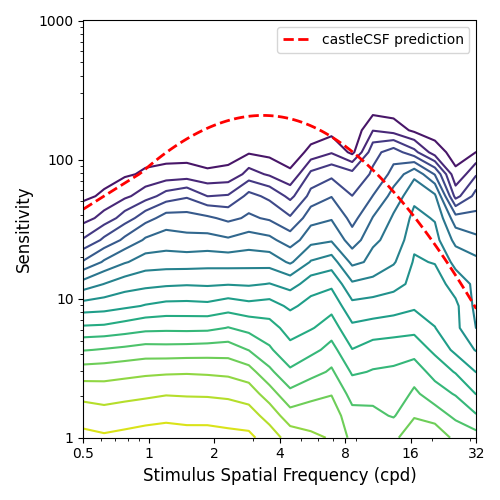 1000
100
10
1
Sensitivity
castleCSF prediction
0.5 1 2 4 8 16 32
Stimulus Spatial Frequency (cpd)